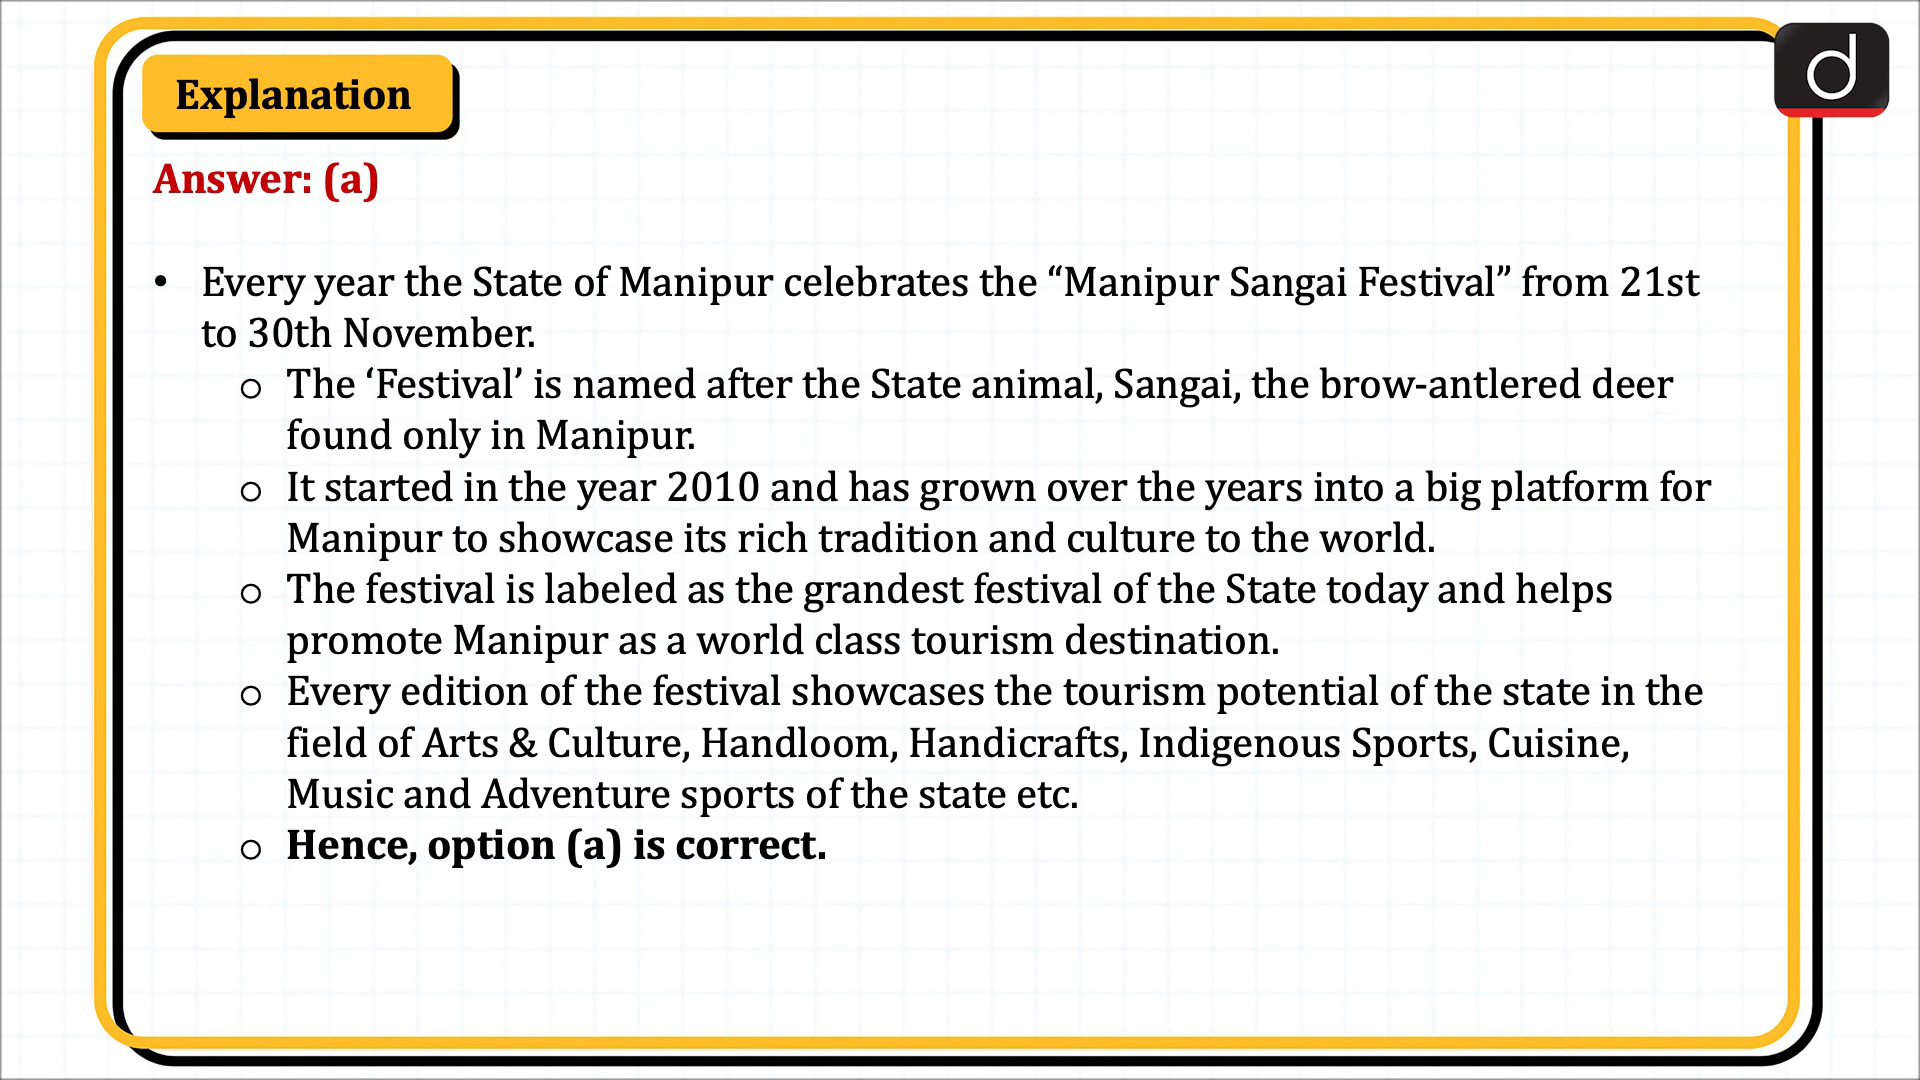 Explanation
d
Answer: (a)
• Every year the State of Manipur celebrates the “Manipur Sangai Festival” from 21st
to 30th November.
o The ‘Festival’ is named after the State animal, Sangai, the brow-antlered deer
found only in Manipur.
o It started in the year 2010 and has grown over the years into a big platform for
Manipur to showcase its rich tradition and culture to the world.
o The festival is labeled as the grandest festival of the State today and helps
promote Manipur as a world class tourism destination.
o Every edition of the festival showcases the tourism potential of the state in the
field of Arts & Culture, Handloom, Handicrafts, Indigenous Sports, Cuisine,
Music and Adventure sports of the state etc.
o Hence, option (a) is correct.